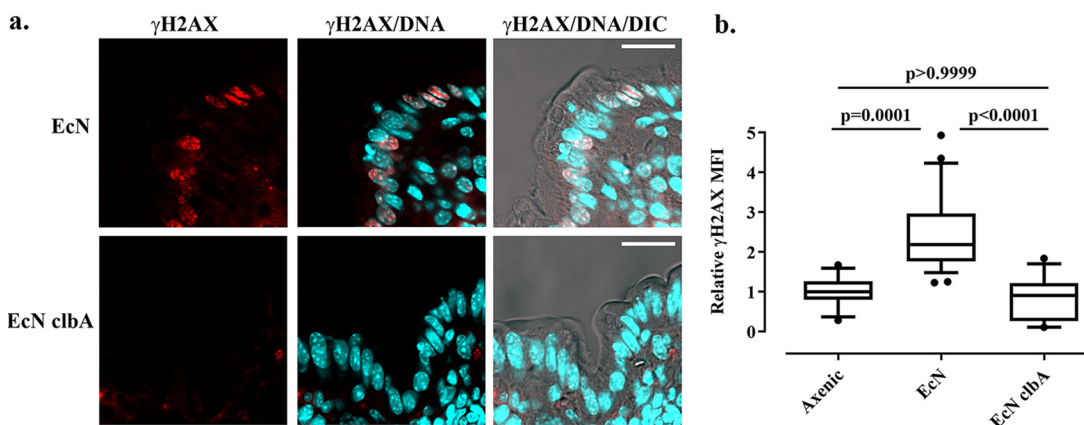 a.
γH2AX
γH2AX/DNA
γH2AX/DNA/DIC
EcN
EcN clbA
b.
p>0.9999
p=0.0001
p<0.0001
Relative γH2AX MFI
5
4
3
2
1
0
Axenic
EcN
EcN clbA